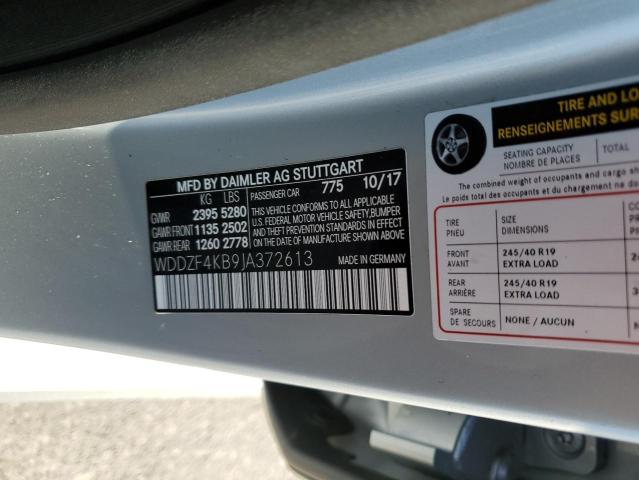 MFD BY DAIMLER AG STUTTGART
KG LBS PASSENGER CAR 775 10/17
GVWR 2395 5280
GAWR FRONT 1135 2502
GAWR REAR 1260 2778
THIS VEHICLE CONFORMS TO ALL APPLICABLE
U.S. FEDERAL MOTOR VEHICLE SAFETY, BUMPER
AND THEFT PREVENTION STANDARDS IN
EFFECT ON THE DATE OF MANUFACTURE
SHOWN ABOVE.
WDDZF4KB9JA372613 MADE IN GERMANY
TIRE AND
RENSEIGNEMENTS
SEATING CAPACITY TOTAL
NOMBRE DE PLACES
The combined weight of occupants and cargo
Le poids total des occupants et du chargement
TIRE SIZE
PNEU DIMENSIONS
FRONT 245/40 R19
AVANT EXTRA LOAD
REAR 245/40 R19
ARRIÈRE EXTRA LOAD
SPARE NONE / AUCUN
DE SECOURS